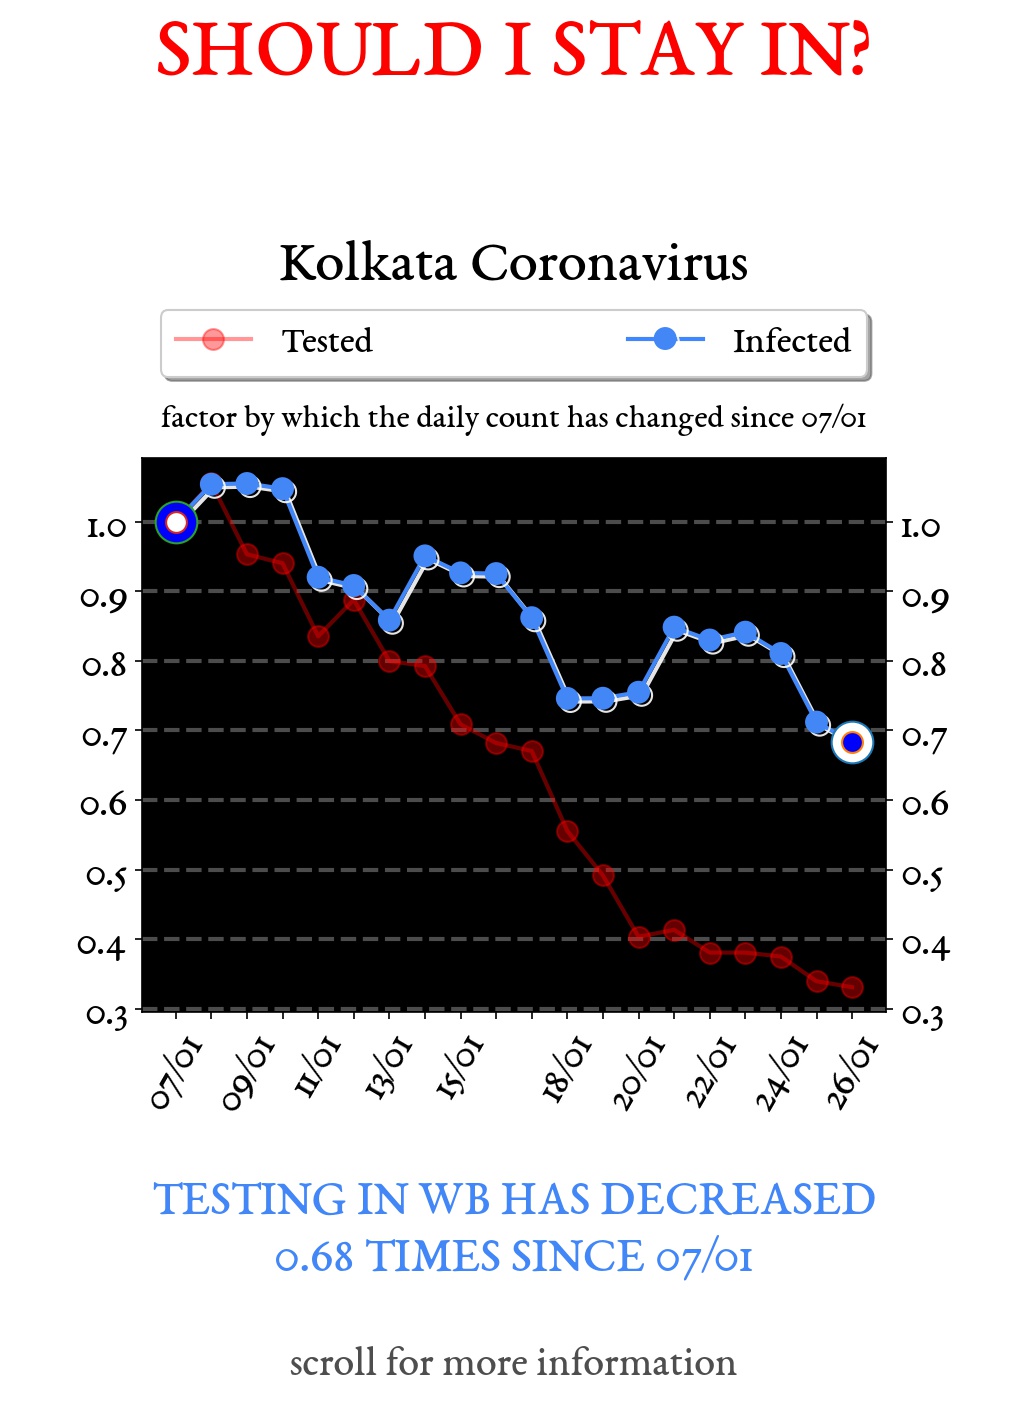 SHOULD I STAY IN?
Kolkata Coronavirus
Tested Infected
factor by which the daily count has changed since 07/01
1.0 1.0
0.9 0.9
0.8 0.8
0.7 0.7
0.6 0.6
0.5 0.5
0.4 0.4
0.3 0.3
07/01 09/01 11/01 13/01 15/01 18/01 20/01 22/01 24/01 26/01
TESTING IN WB HAS DECREASED
0.68 TIMES SINCE 07/01
scroll for more information